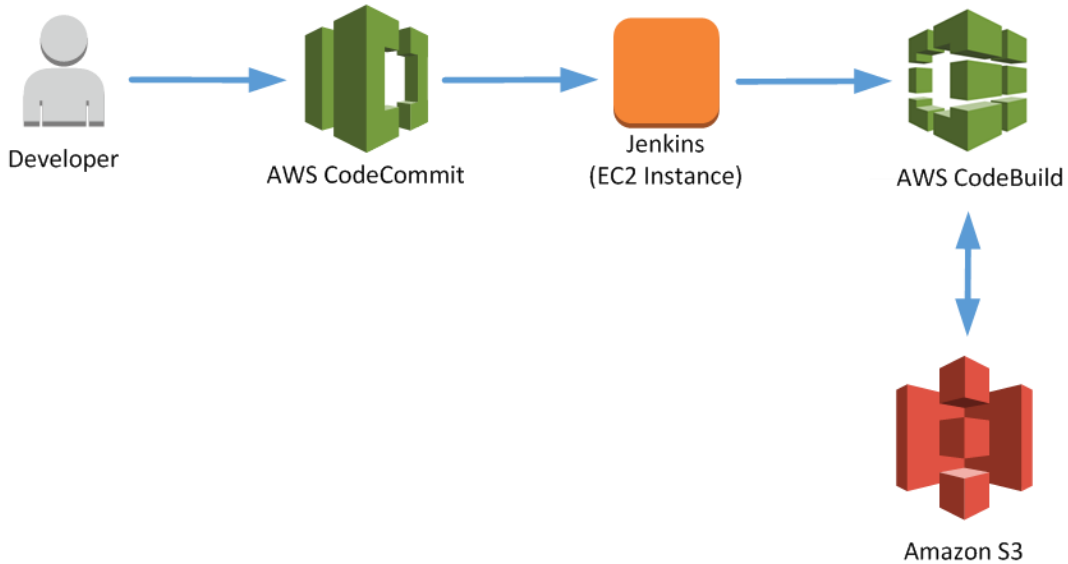 Developer
AWS CodeCommit
Jenkins
(EC2 Instance)
AWS CodeBuild
Amazon S3